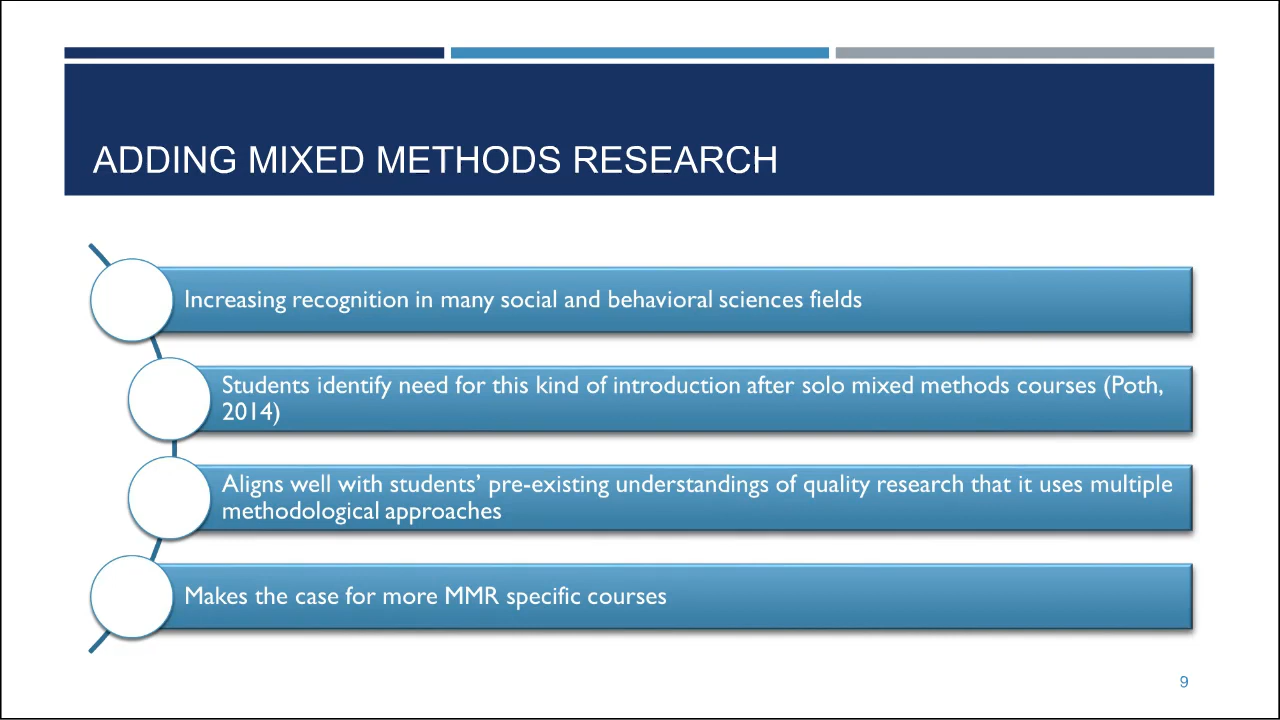 ADDING MIXED METHODS RESEARCH
Increasing recognition in many social and behavioral sciences fields
Students identify need for this kind of introduction after solo mixed methods courses (Poth,
2014)
Aligns well with students’ pre-existing understandings of quality research that it uses multiple
methodological approaches
Makes the case for more MMR specific courses
9